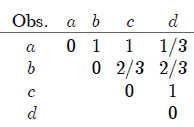 Obs. a b c d
a 0 1 1 1/3
b 0 2/3 2/3
c 0 1
d 0